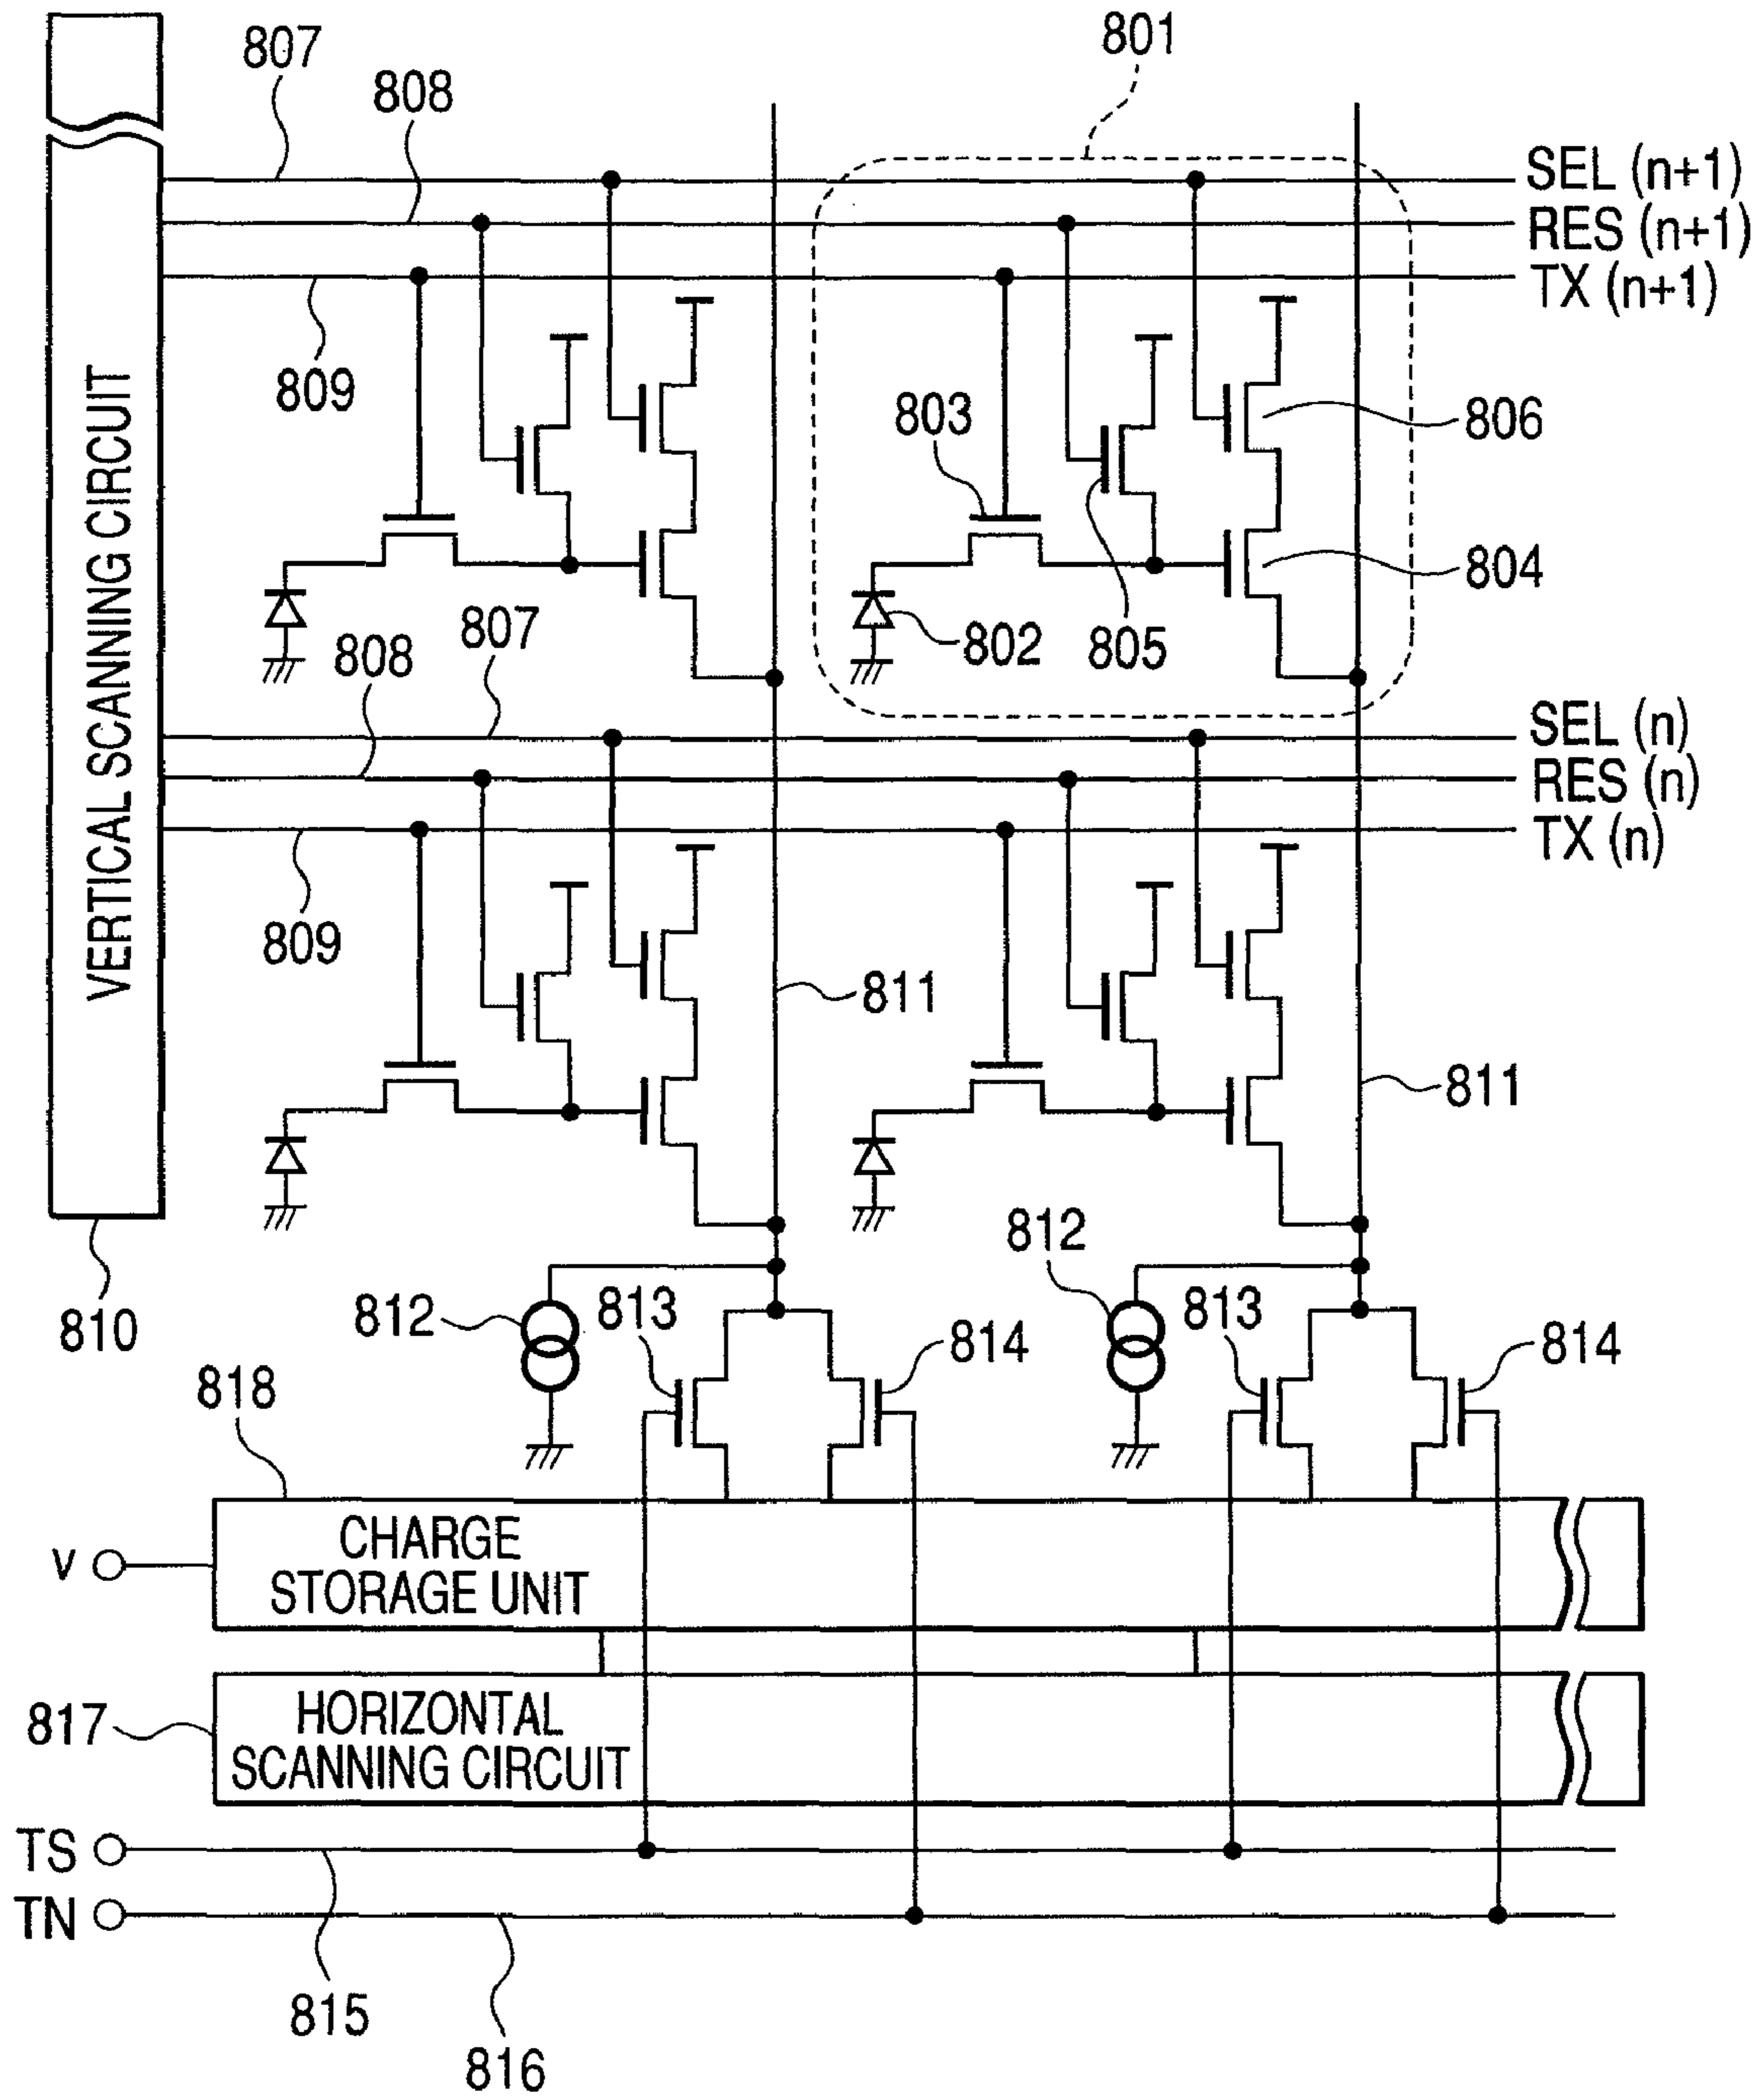 801
807
808
SEL (n+1)
RES (n+1)
TX (n+1)
809
803
806
804
802
805
807
808
SEL (n)
RES (n)
TX (n)
809
811
811
VERTICAL SCANNING CIRCUIT
810
812
813
814
812
813
814
818
V
CHARGE
STORAGE UNIT
817
HORIZONTAL
SCANNING CIRCUIT
TS
TN
815
816